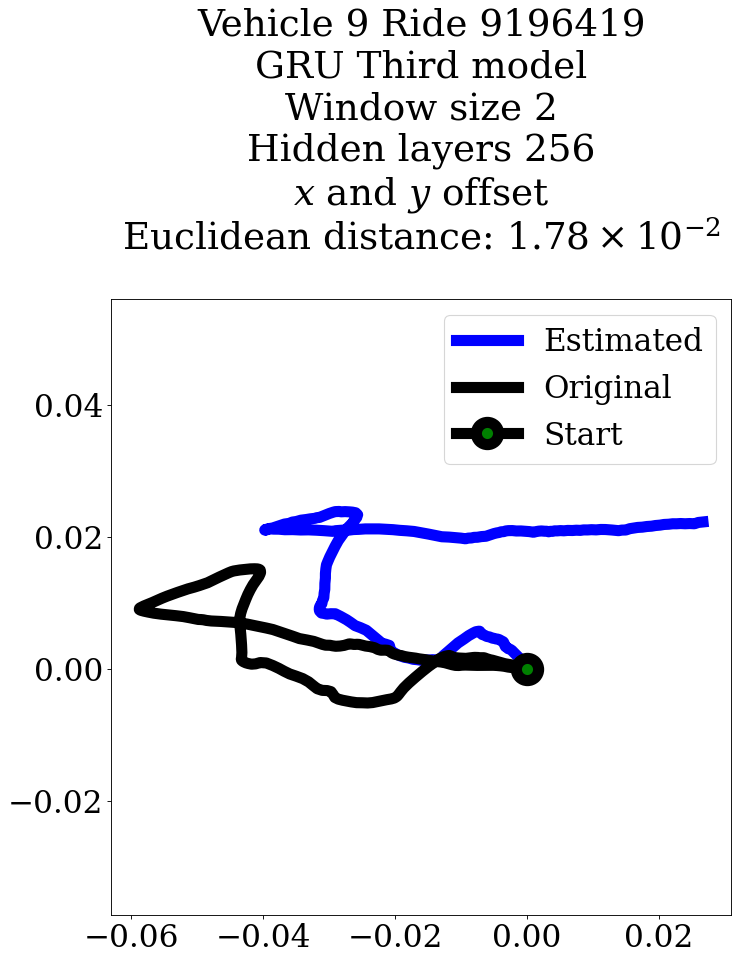 Vehicle 9 Ride 9196419
GRU Third model
Window size 2
Hidden layers 256
x and y offset
Euclidean distance: 1.78 × 10⁻²
Estimated
Original
Start
0.04
0.02
0.00
−0.02
−0.06 −0.04 −0.02 0.00 0.02